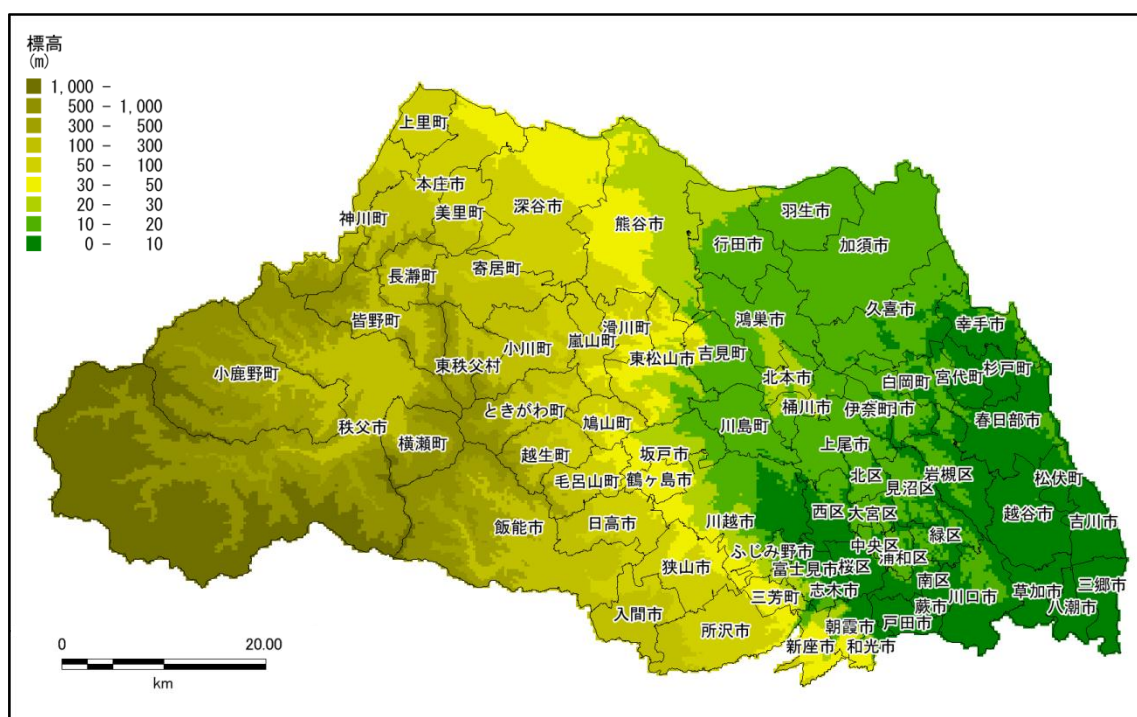 標高
(m)
1,000 -
500 - 1,000
300 - 500
100 - 300
50 - 100
30 - 50
20 - 30
10 - 20
0 - 10
上里町
本庄市
神川町
美里町
深谷市
熊谷市
羽生市
行田市
加須市
長瀞町
寄居町
久喜市
皆野町
滑川町
鴻巣市
幸手市
嵐山町
小川町
東松山市
吉見町
小鹿野町
東秩父村
北本市
白岡町
宮代町
杉戸町
ときがわ町
鳩山町
桶川市
伊奈町
市
春日部市
秩父市
横瀬町
川島町
上尾市
越生町
坂戸市
毛呂山町
鶴ヶ島市
北区
見沼区
岩槻区
松伏町
飯能市
日高市
川越市
西区
大宮区
越谷市
吉川市
ふじみ野市
中央区
浦和区
緑区
狭山市
富士見市
桜区
三芳町
志木市
南区
川口市
草加市
三郷市
八潮市
入間市
所沢市
蕨市
戸田市
朝霞市
新座市
和光市
0
20.00
km